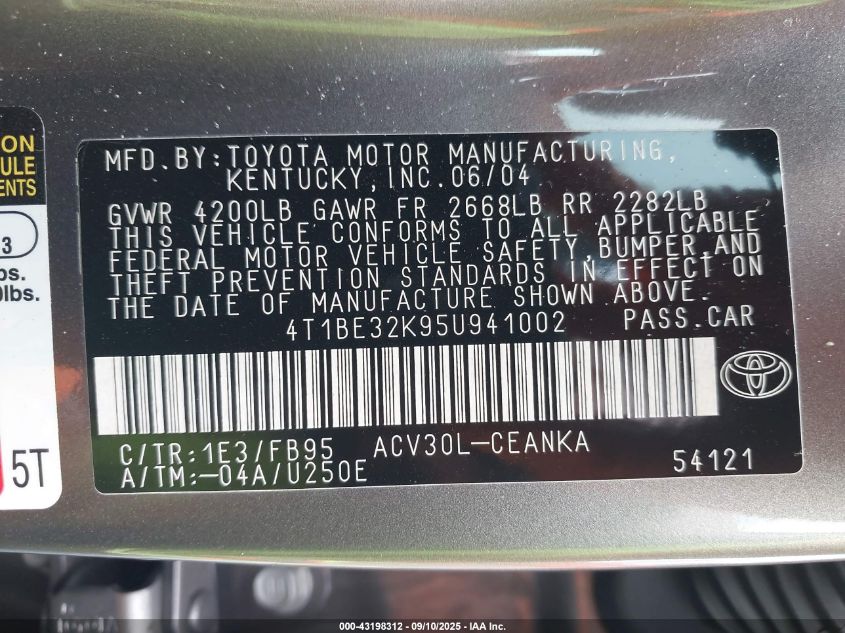 ON
ULE
ENTS
3
bs.
0lbs.
5T
MFD. BY: TOYOTA MOTOR MANUFACTURING,
KENTUCKY, INC. 06/04
GVWR 4200LB GAWR FR 2668LB RR 2282LB
THIS VEHICLE CONFORMS TO ALL APPLICABLE
FEDERAL MOTOR VEHICLE SAFETY, BUMPER, AND
THEFT PREVENTION STANDARDS IN EFFECT ON
THE DATE OF MANUFACTURE SHOWN ABOVE.
4T1BE32K95U941002 PASS. CAR
C/TR: 1E3/FB95 ACV30L-CEANKA
A/TM:-04A/U250E 54121
000-43198312 - 09/10/2025 - IAA Inc.